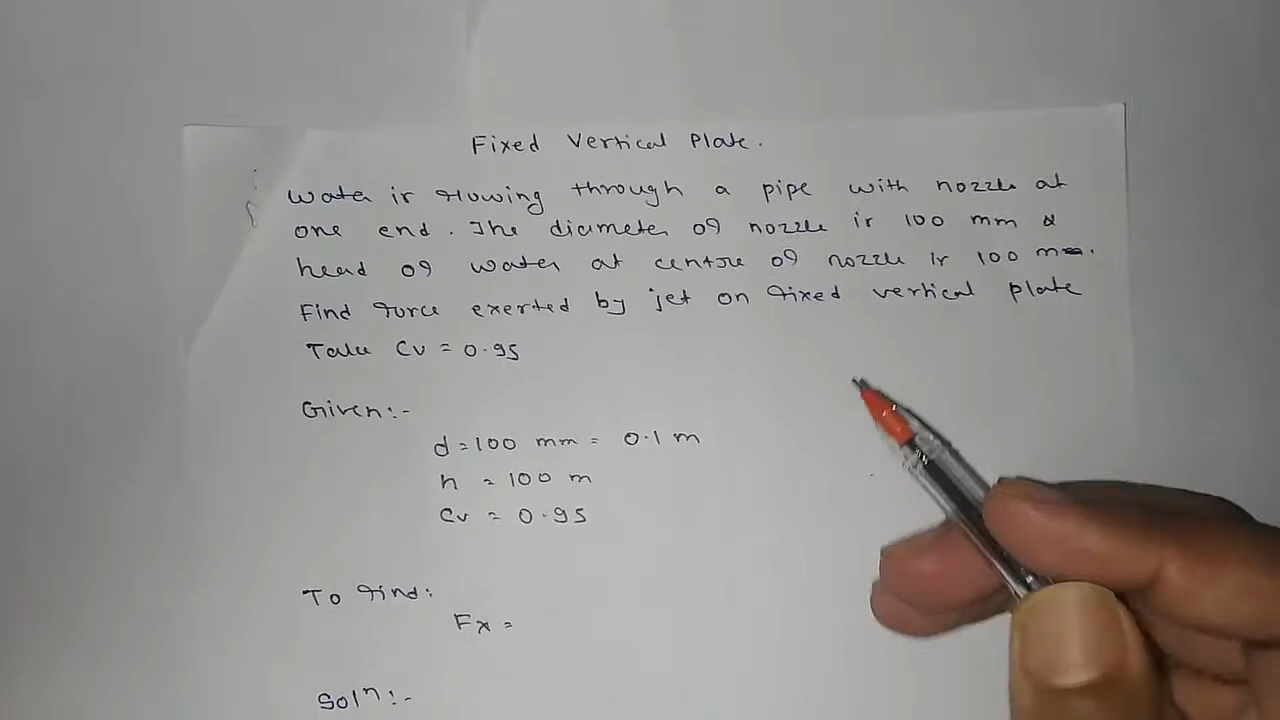 Fixed Vertical Plate.
Water is flowing through a pipe with nozzle at
one end. The diameter of nozzle is 100 mm &
head of water at centre of nozzle is 100 m.
Find force exerted by jet on fixed vertical plate
Take Cv = 0.95
Given:-
d = 100 mm = 0.1 m
h = 100 m
Cv = 0.95
To find:
Fx =
Solⁿ:-